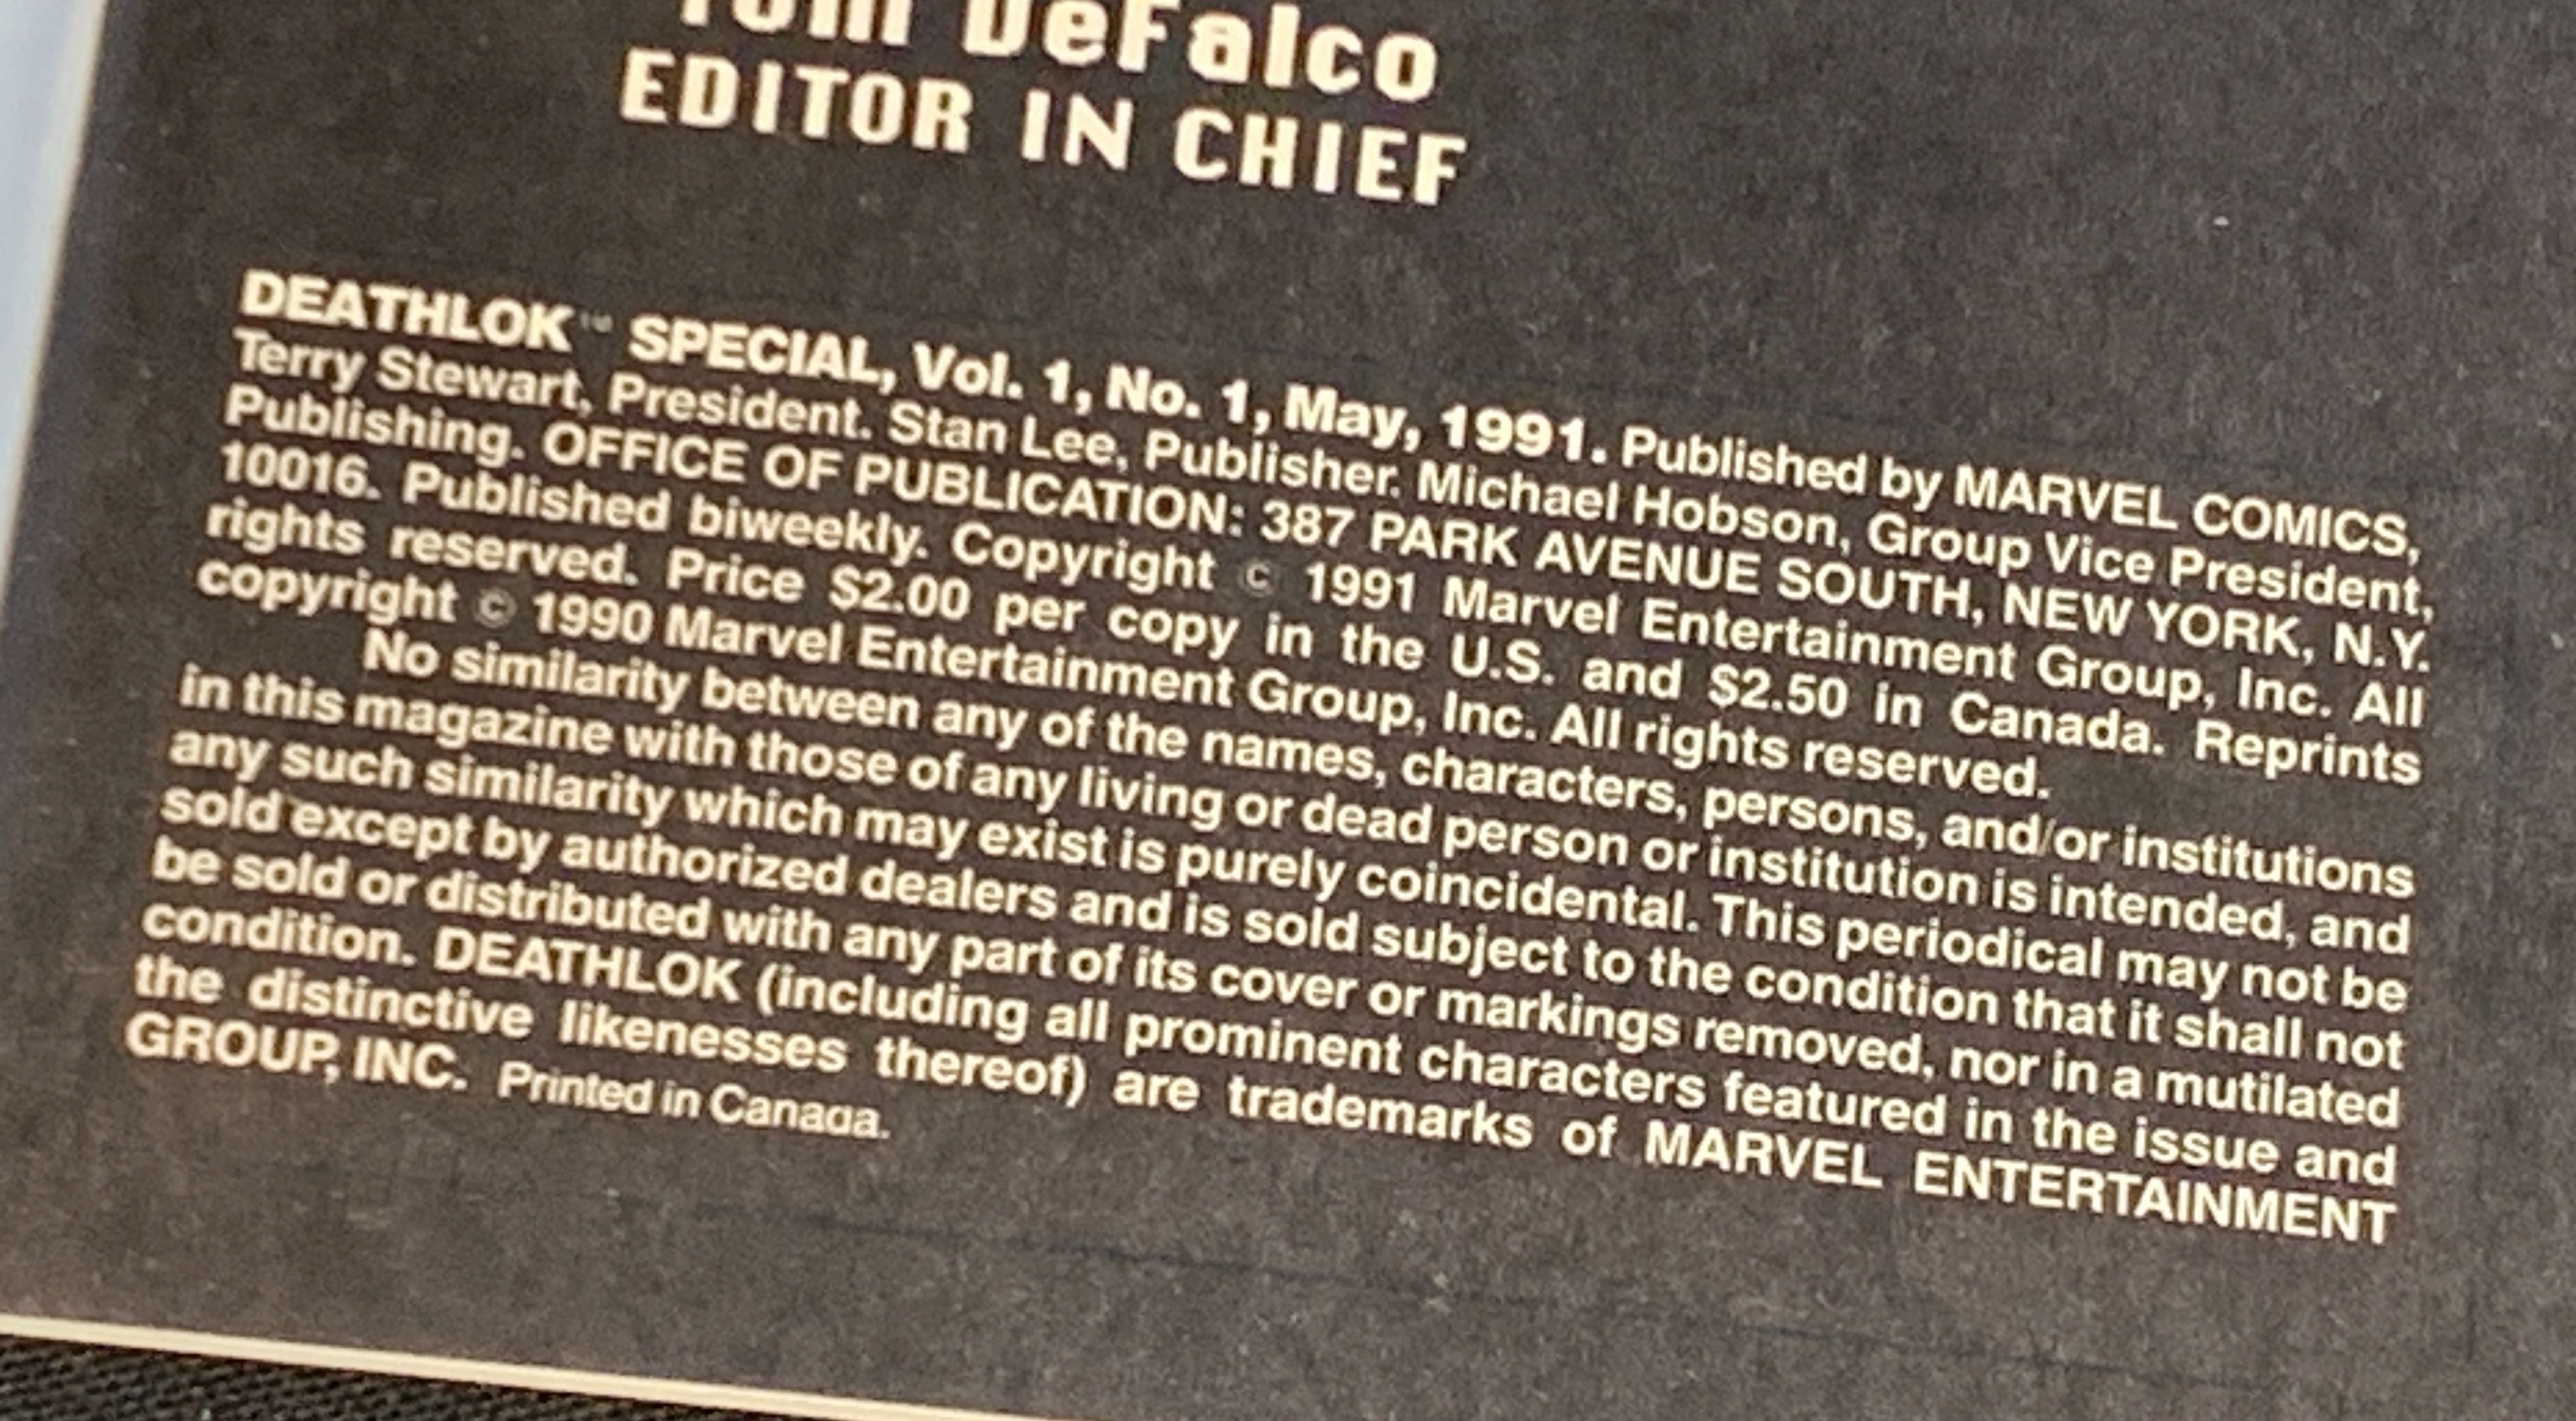 Tom DeFalco
EDITOR IN CHIEF
DEATHLOK™ SPECIAL, Vol. 1, No. 1, May, 1991. Published by MARVEL COMICS,
Terry Stewart, President. Stan Lee, Publisher. Michael Hobson, Group Vice President,
Publishing. OFFICE OF PUBLICATION: 387 PARK AVENUE SOUTH, NEW YORK, N.Y.
10016. Published biweekly. Copyright © 1991 Marvel Entertainment Group, Inc. All
rights reserved. Price $2.00 per copy in the U.S. and $2.50 in Canada. Reprints
copyright © 1990 Marvel Entertainment Group, Inc. All rights reserved.
No similarity between any of the names, characters, persons, and/or institutions
in this magazine with those of any living or dead person or institution is intended, and
any such similarity which may exist is purely coincidental. This periodical may not be
sold except by authorized dealers and is sold subject to the condition that it shall not
be sold or distributed with any part of its cover or markings removed, nor in a mutilated
condition. DEATHLOK (including all prominent characters featured in the issue and
the distinctive likenesses thereof) are trademarks of MARVEL ENTERTAINMENT
GROUP, INC. Printed in Canada.